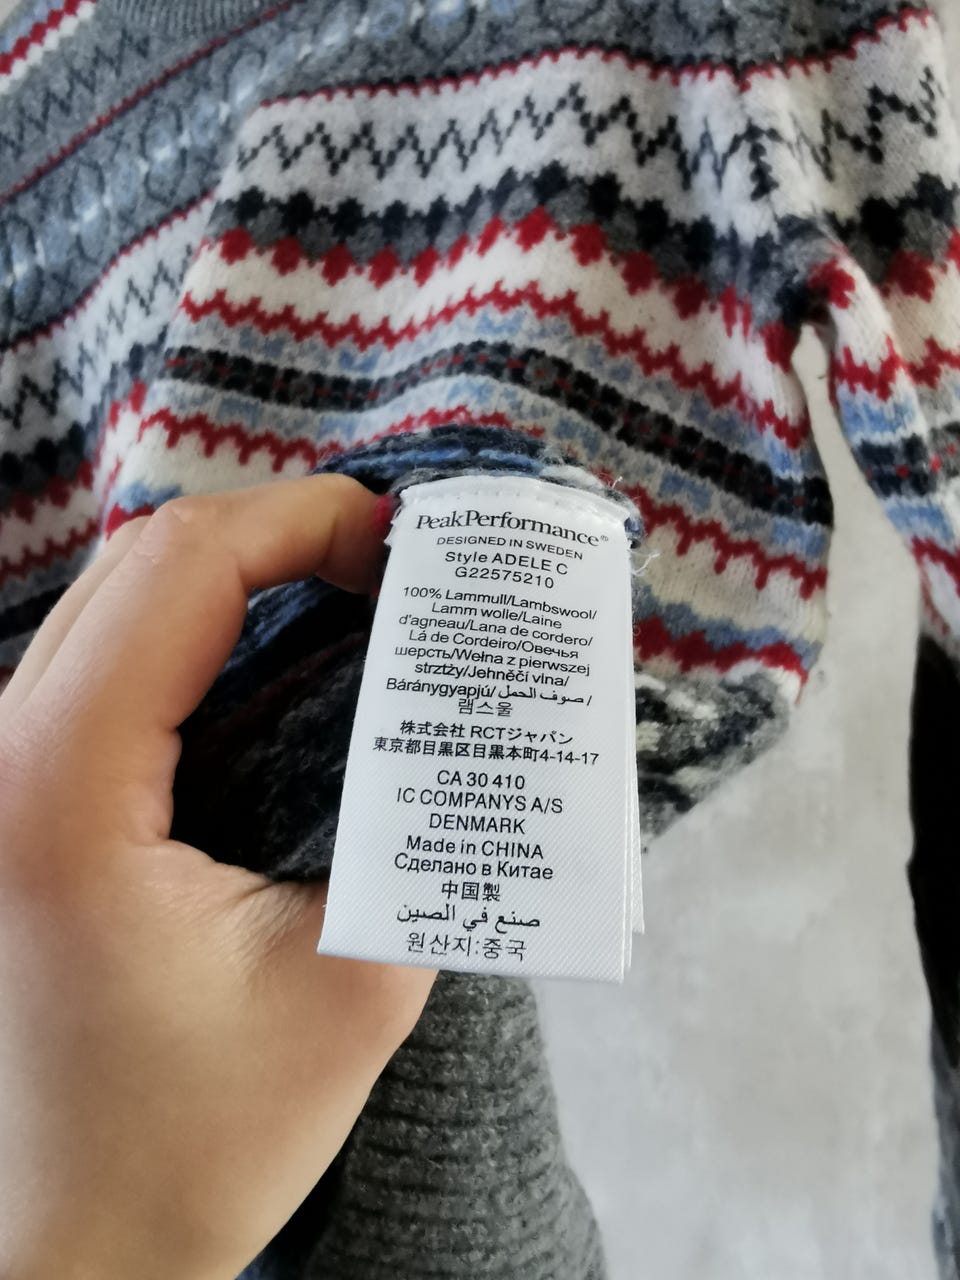 PeakPerformance®
DESIGNED IN SWEDEN
Style ADELE C
G22575210
100% Lammull/Lambswool/
Lamm wolle/Laine
d'agneau/Lana de cordero/
Lá de Cordeiro/Овечья
шерсть/Wełna z pierwszej
strztży/Jehněčí vlna/
Báránygyapjú/ صوف الحمل /
램스울
株式会社 RCTジャパン
東京都目黒区目黒本町4-14-17
CA 30 410
IC COMPANYS A/S
DENMARK
Made in CHINA
Сделано в Китае
中国製
صنع في الصين
원산지:중국